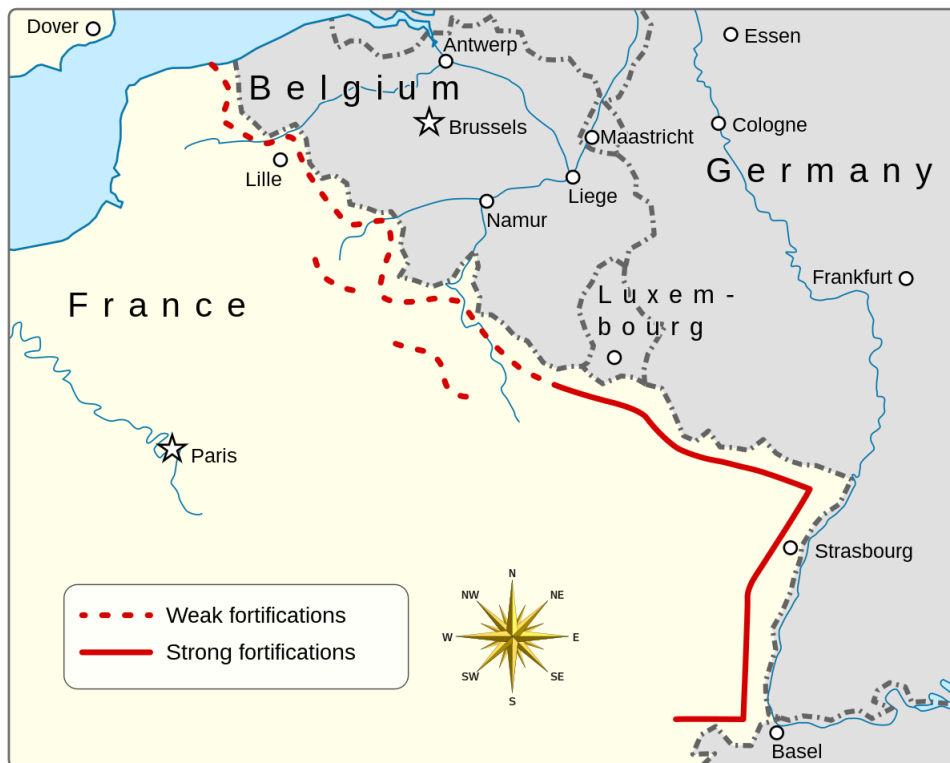 Dover
Essen
Antwerp
Belgium
Brussels
Cologne
Maastricht
Germany
Lille
Liege
Namur
Frankfurt
France
Luxem-
bourg
Paris
Strasbourg
Weak fortifications
Strong fortifications
N
NW
NE
W
E
SW
SE
S
Basel